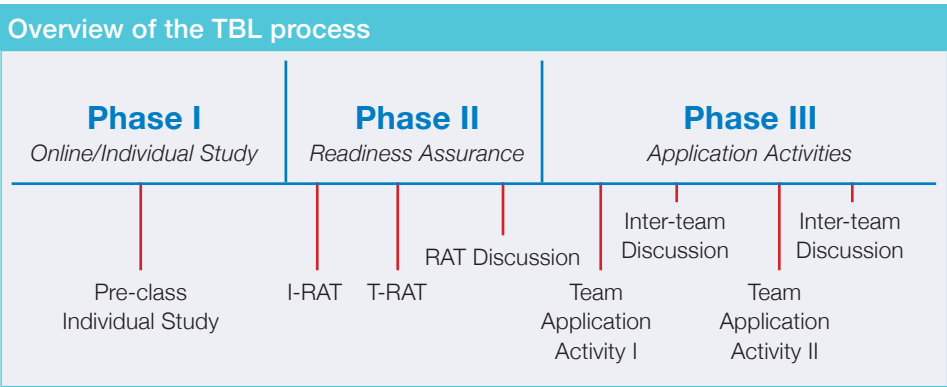 Overview of the TBL process
Phase I
Online/Individual Study
Phase II
Readiness Assurance
Phase III
Application Activities
Pre-class
Individual Study
I-RAT
T-RAT
RAT Discussion
Team
Application
Activity I
Inter-team
Discussion
Team
Application
Activity II
Inter-team
Discussion